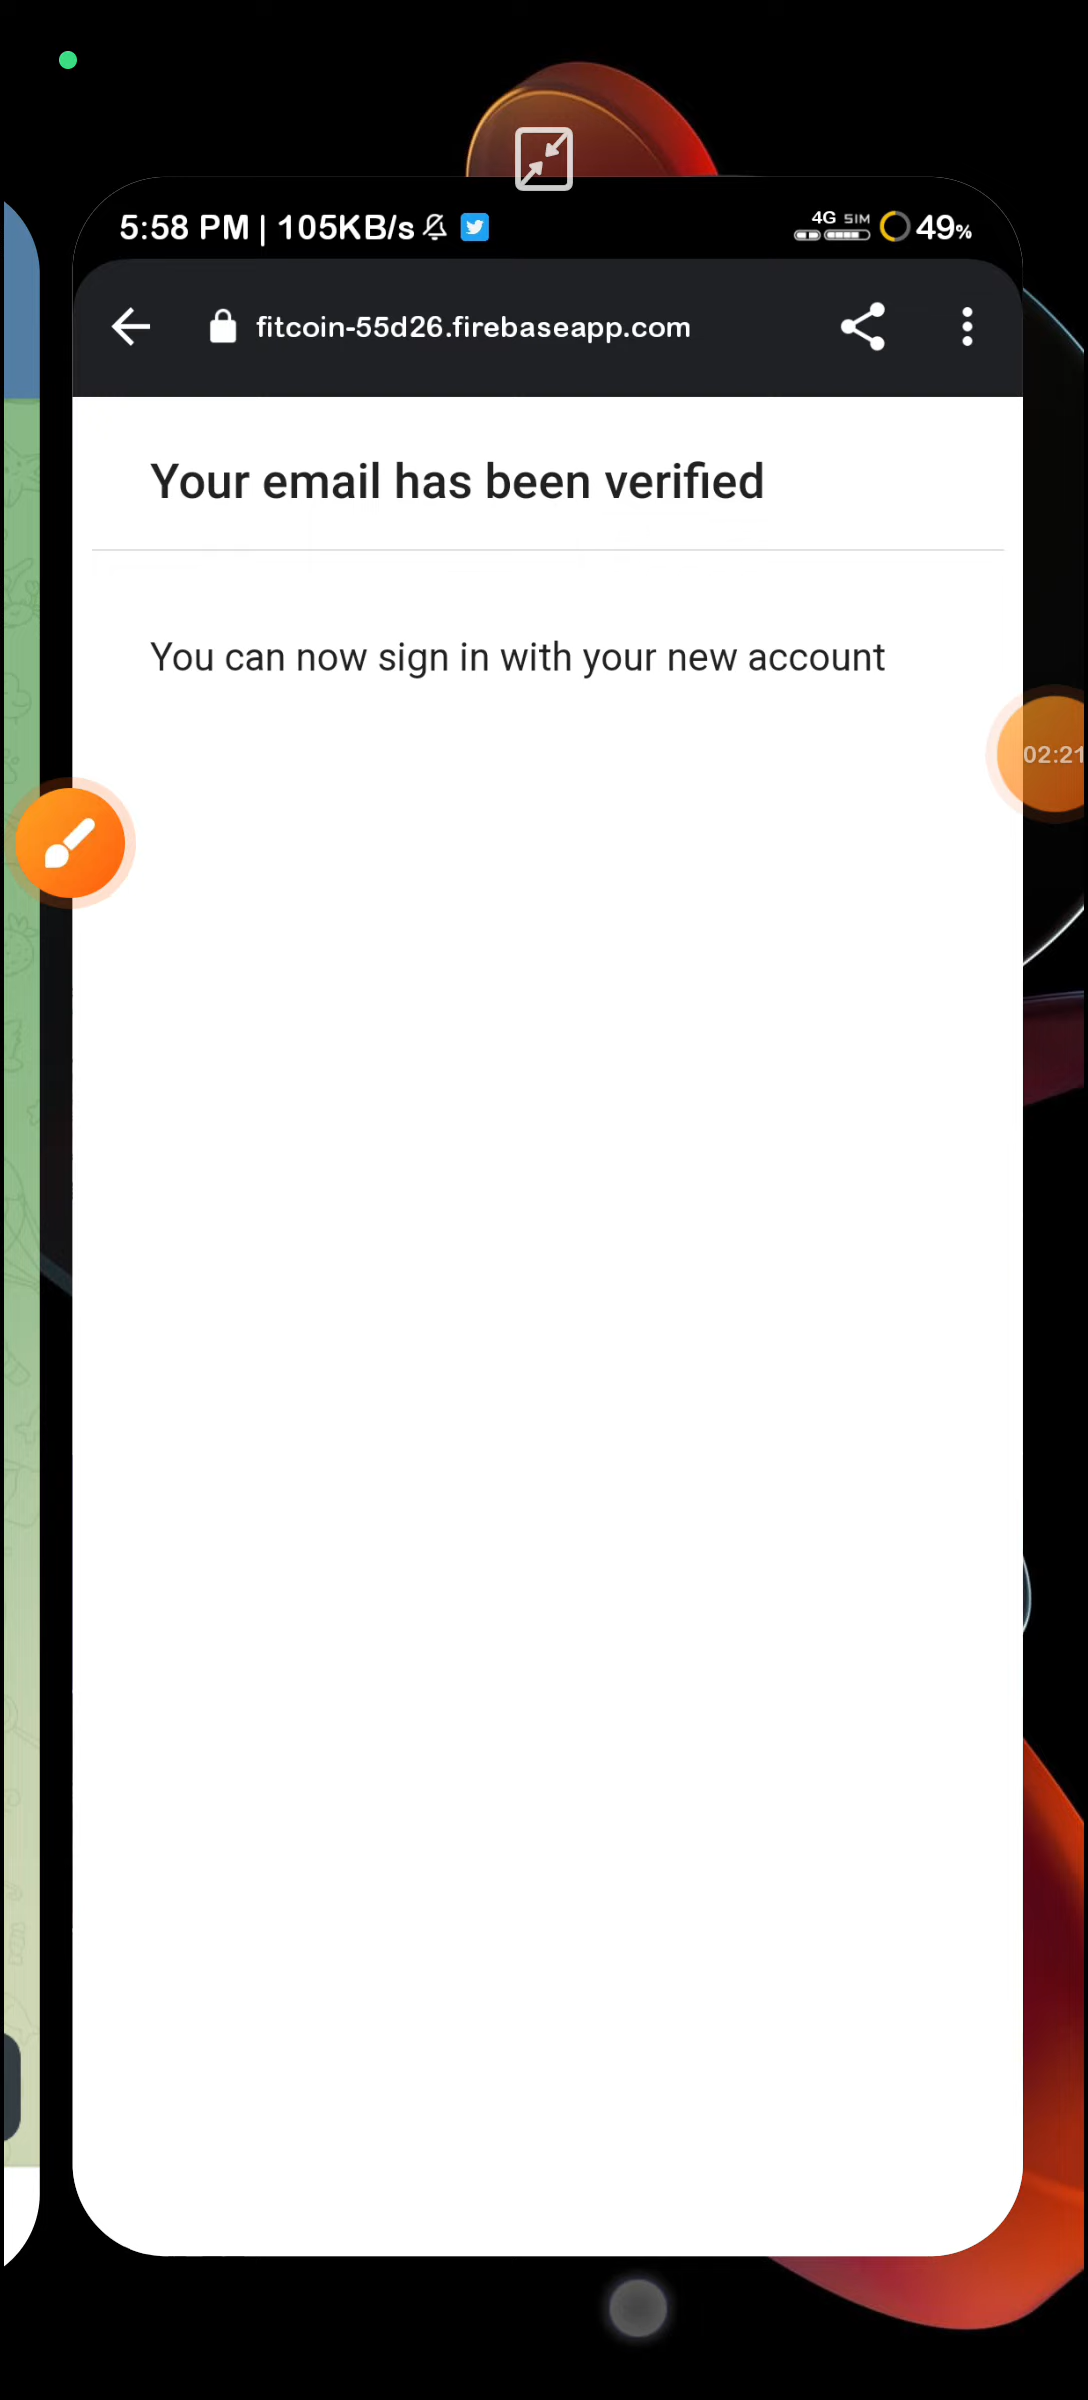 5:58 PM | 105KB/s 4G SIM 49%
fitcoin-55d26.firebaseapp.com
Your email has been verified
You can now sign in with your new account
02:21